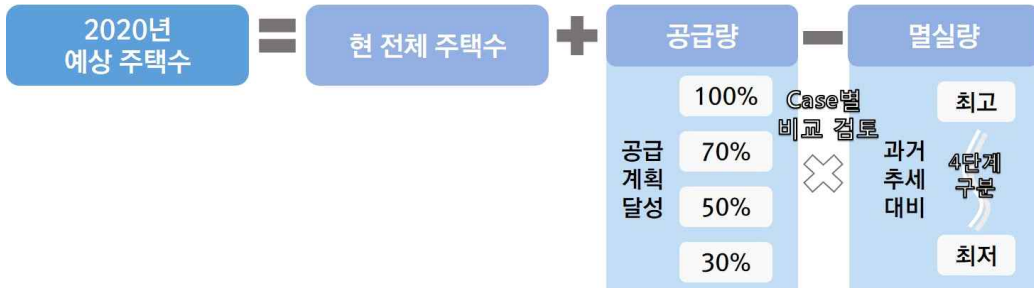 2020년
예상 주택수
=
현 전체 주택수
+
공급량
-
멸실량
공급
계획
달성
100%
70%
50%
30%
Case별
비교 검토
×
과거
추세
대비
최고
4단계
구분
최저